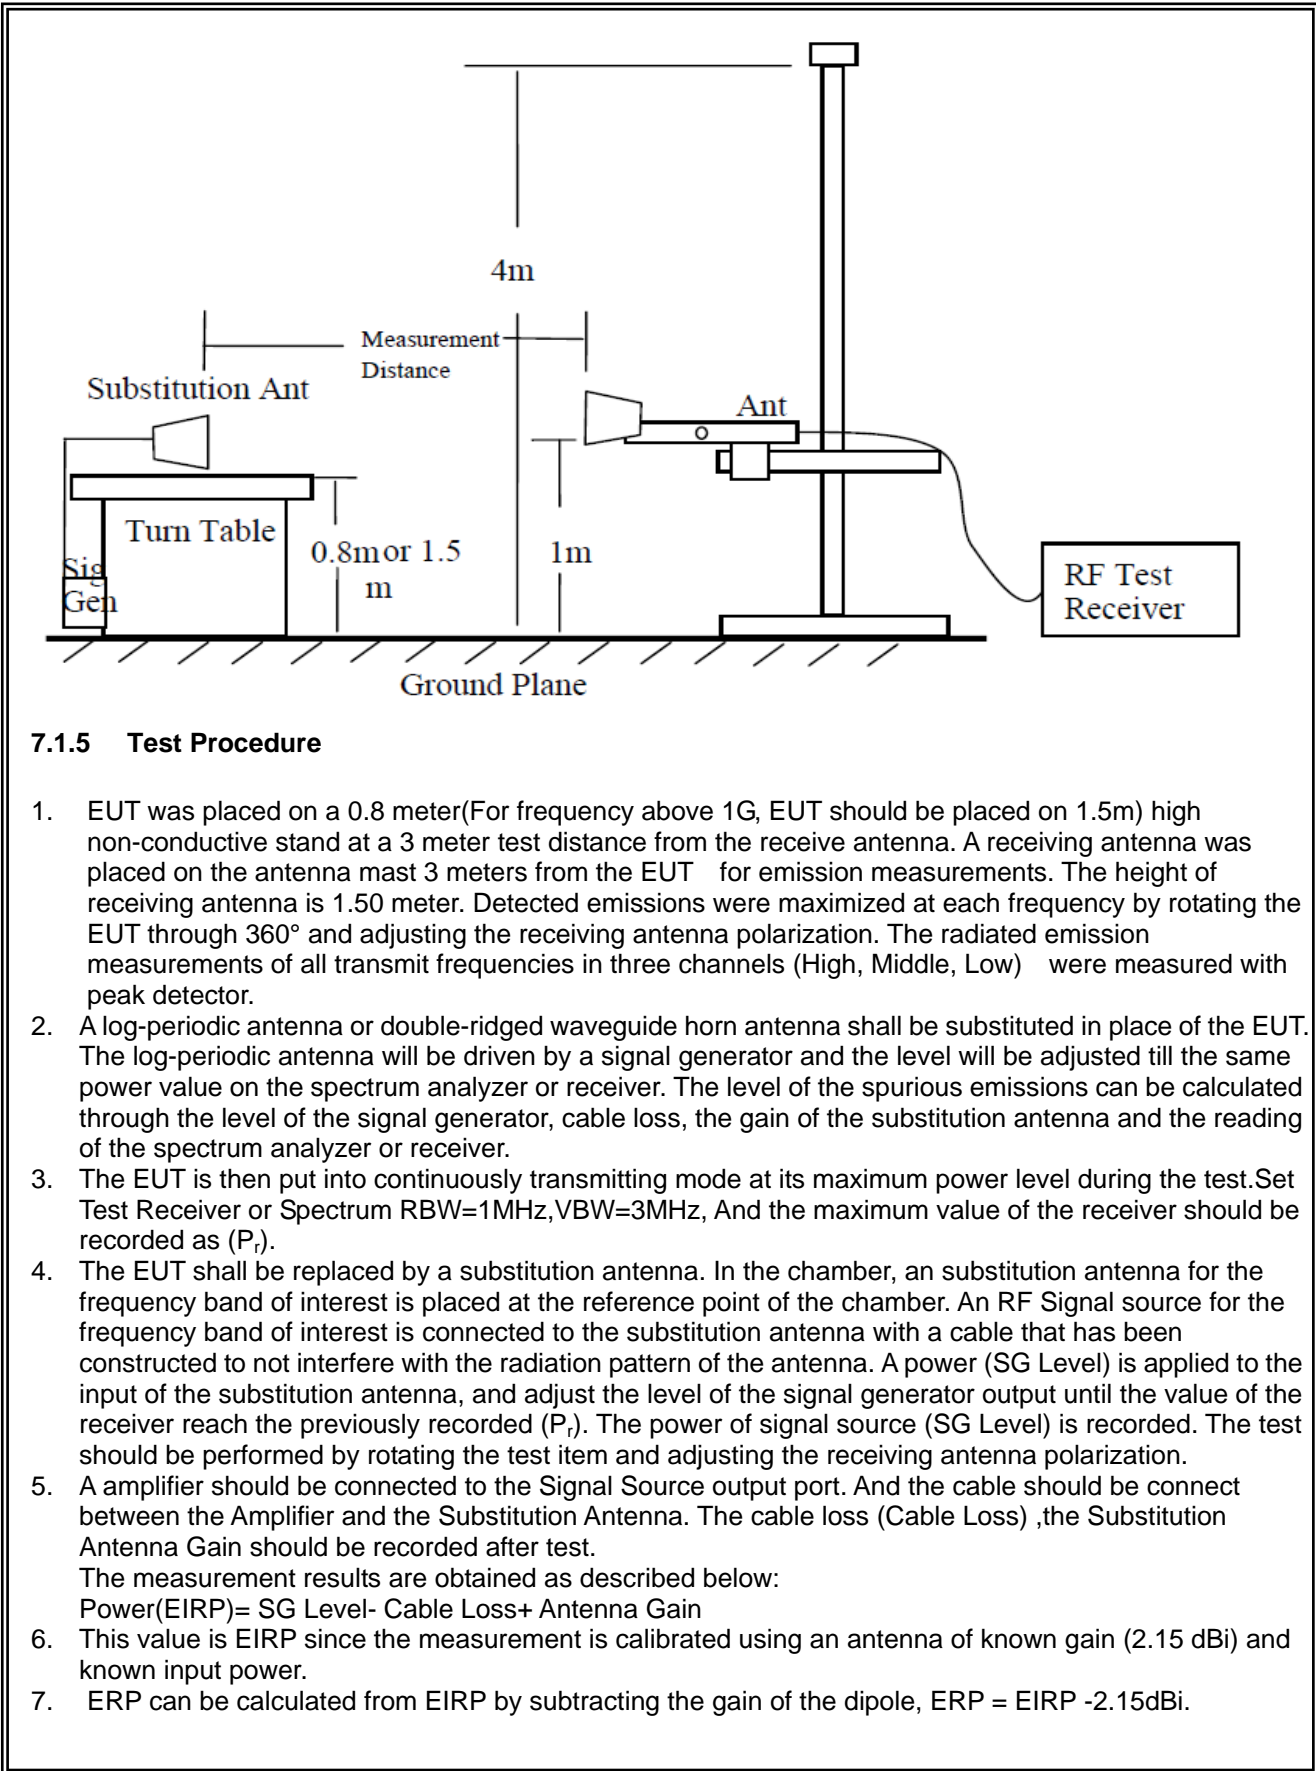 4m
Measurement
Distance
Substitution Ant
Ant
Turn Table
0.8m or 1.5
m
1m
Sig
Gen
RF Test
Receiver
Ground Plane
7.1.5 Test Procedure
1. EUT was placed on a 0.8 meter(For frequency above 1G, EUT should be placed on 1.5m) high
non-conductive stand at a 3 meter test distance from the receive antenna. A receiving antenna was
placed on the antenna mast 3 meters from the EUT for emission measurements. The height of
receiving antenna is 1.50 meter. Detected emissions were maximized at each frequency by rotating the
EUT through 360° and adjusting the receiving antenna polarization. The radiated emission
measurements of all transmit frequencies in three channels (High, Middle, Low) were measured with
peak detector.
2. A log-periodic antenna or double-ridged waveguide horn antenna shall be substituted in place of the EUT.
The log-periodic antenna will be driven by a signal generator and the level will be adjusted till the same
power value on the spectrum analyzer or receiver. The level of the spurious emissions can be calculated
through the level of the signal generator, cable loss, the gain of the substitution antenna and the reading
of the spectrum analyzer or receiver.
3. The EUT is then put into continuously transmitting mode at its maximum power level during the test.Set
Test Receiver or Spectrum RBW=1MHz,VBW=3MHz, And the maximum value of the receiver should be
recorded as (Pr).
4. The EUT shall be replaced by a substitution antenna. In the chamber, an substitution antenna for the
frequency band of interest is placed at the reference point of the chamber. An RF Signal source for the
frequency band of interest is connected to the substitution antenna with a cable that has been
constructed to not interfere with the radiation pattern of the antenna. A power (SG Level) is applied to the
input of the substitution antenna, and adjust the level of the signal generator output until the value of the
receiver reach the previously recorded (Pr). The power of signal source (SG Level) is recorded. The test
should be performed by rotating the test item and adjusting the receiving antenna polarization.
5. A amplifier should be connected to the Signal Source output port. And the cable should be connect
between the Amplifier and the Substitution Antenna. The cable loss (Cable Loss) ,the Substitution
Antenna Gain should be recorded after test.
The measurement results are obtained as described below:
Power(EIRP)= SG Level- Cable Loss+ Antenna Gain
6. This value is EIRP since the measurement is calibrated using an antenna of known gain (2.15 dBi) and
known input power.
7. ERP can be calculated from EIRP by subtracting the gain of the dipole, ERP = EIRP -2.15dBi.